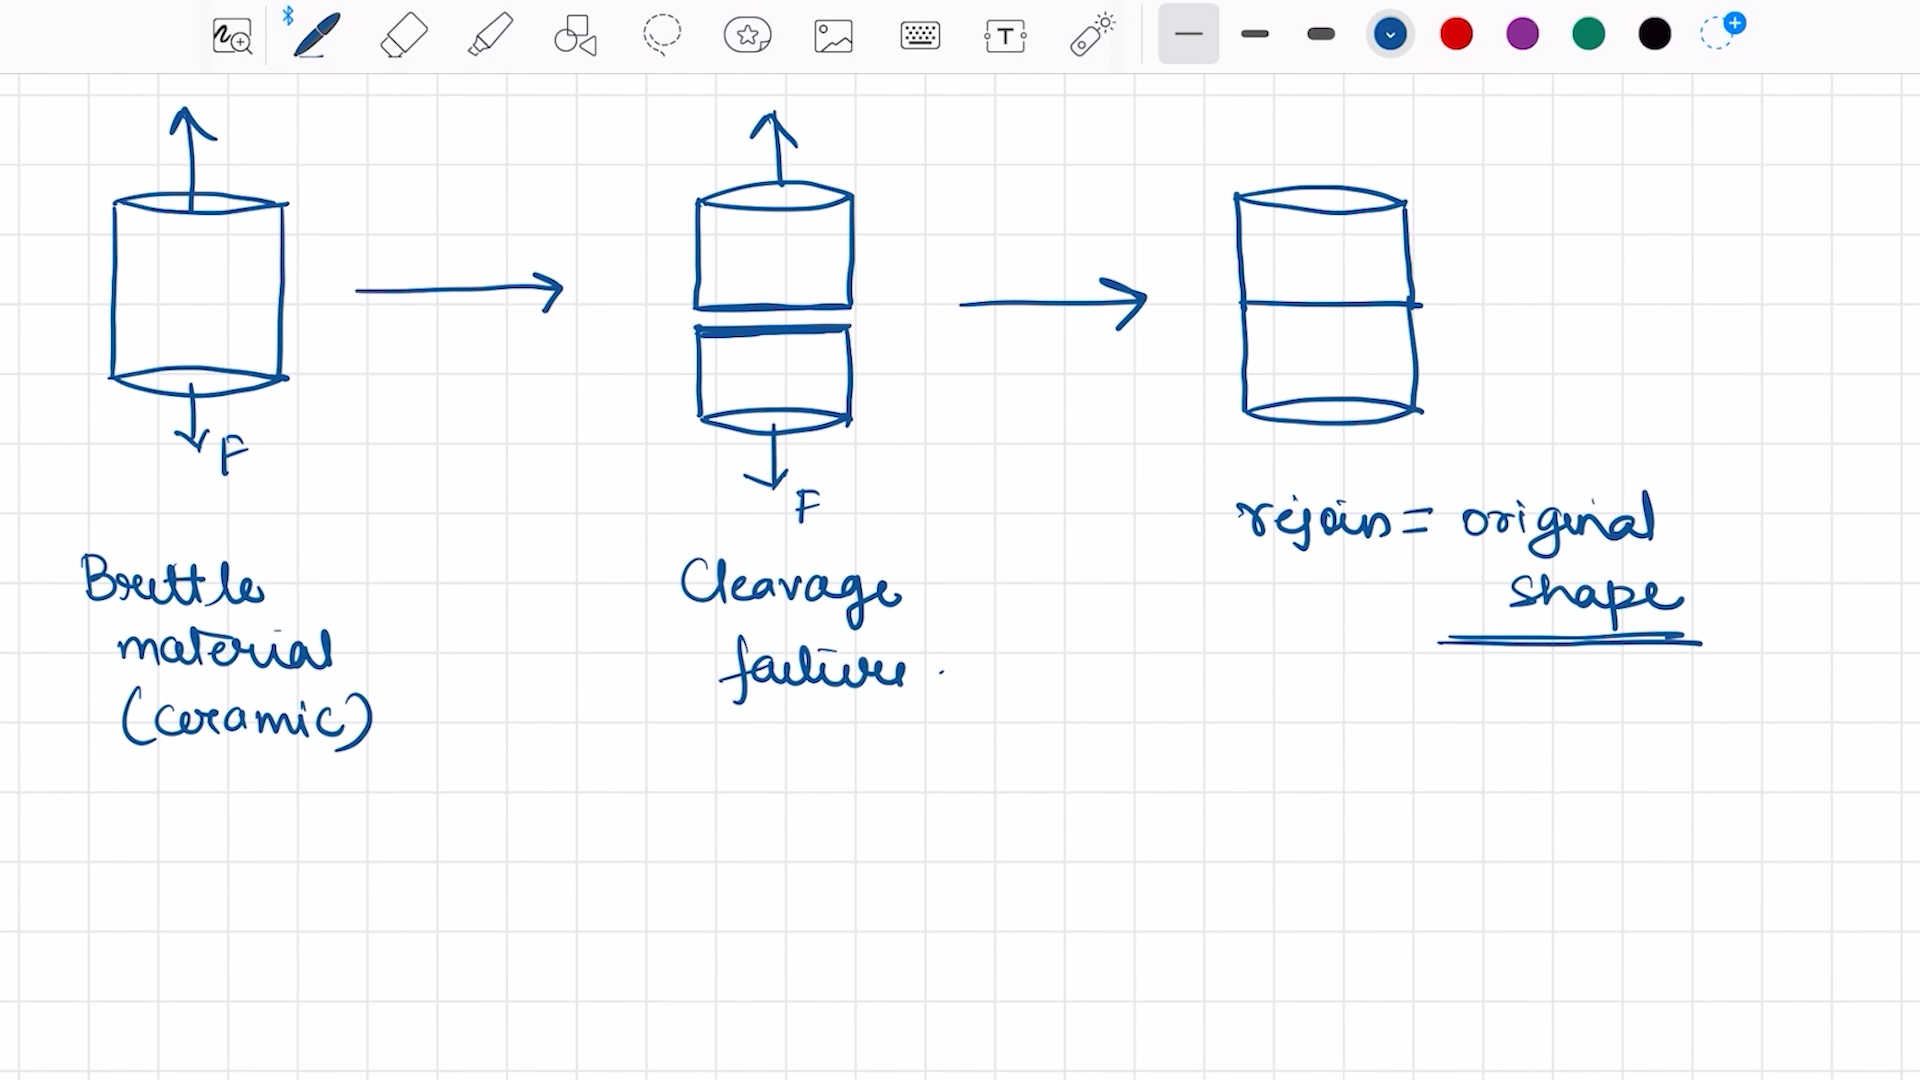 F
Brittle
material
(ceramic)
F
Cleavage
failure.
rejoin = original
shape
T